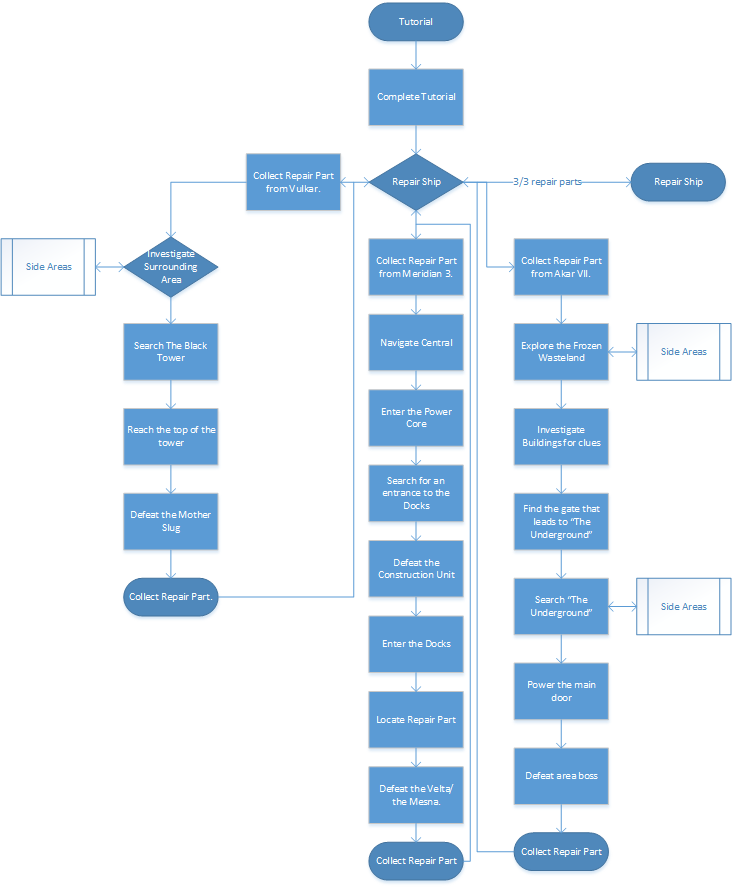 Tutorial
Complete Tutorial
Repair Ship
3/3 repair parts
Repair Ship
Collect Repair Part
from Vulkar.
Investigate
Surrounding
Area
Side Areas
Search The Black
Tower
Reach the top of the
tower
Defeat the Mother
Slug
Collect Repair Part.
Collect Repair Part
from Meridian 3.
Navigate Central
Enter the Power
Core
Search for an
entrance to the
Docks
Defeat the
Construction Unit
Enter the Docks
Locate Repair Part
Defeat the Velta/
the Mesna.
Collect Repair Part
Collect Repair Part
from Akar VII.
Explore the Frozen
Wasteland
Side Areas
Investigate
Buildings for clues
Find the gate that
leads to “The
Underground”
Search “The
Underground”
Side Areas
Power the main
door
Defeat area boss
Collect Repair Part